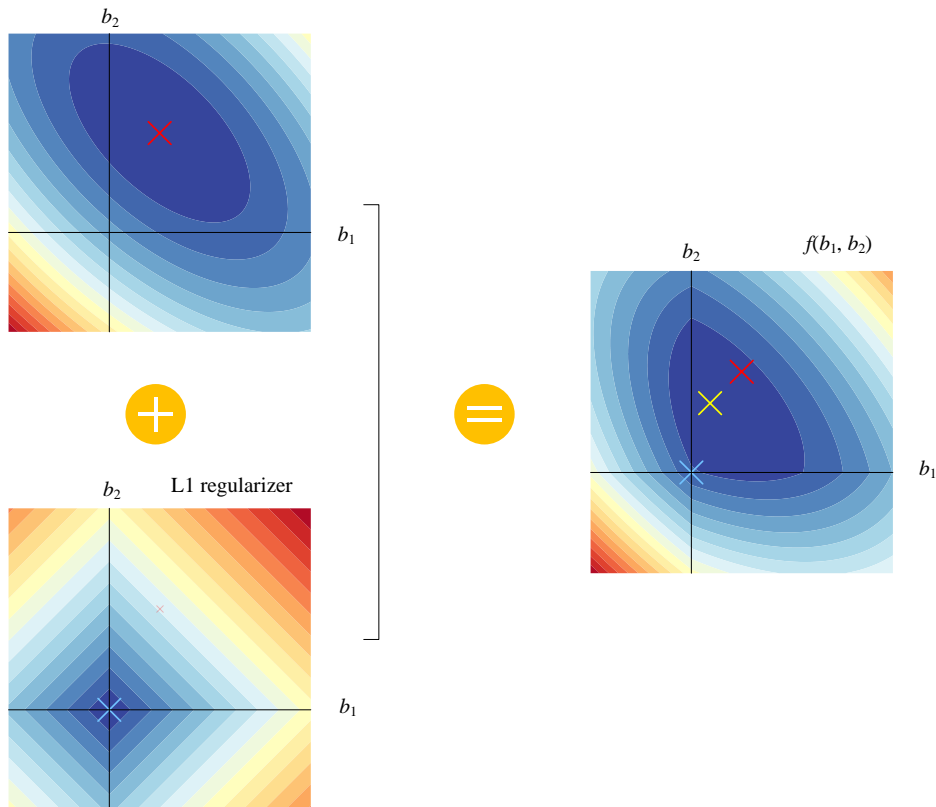 b₂
b₁
b₂
f(b₁, b₂)
b₁
b₂
L1 regularizer
b₁